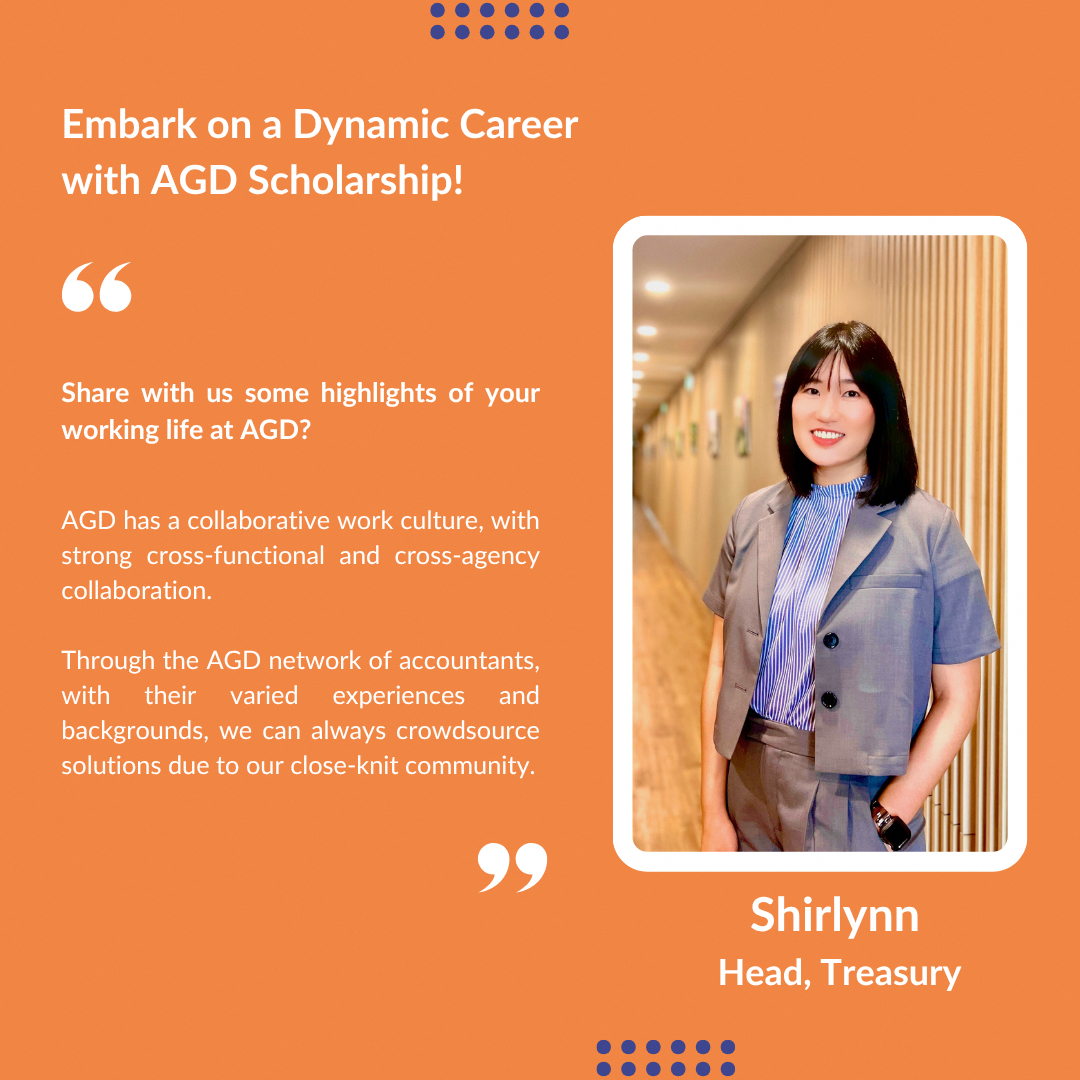 Embark on a Dynamic Career
with AGD Scholarship!
“
Share with us some highlights of your
working life at AGD?
AGD has a collaborative work culture, with
strong cross-functional and cross-agency
collaboration.
Through the AGD network of accountants,
with their varied experiences and
backgrounds, we can always crowdsource
solutions due to our close-knit community.
”
Shirlynn
Head, Treasury